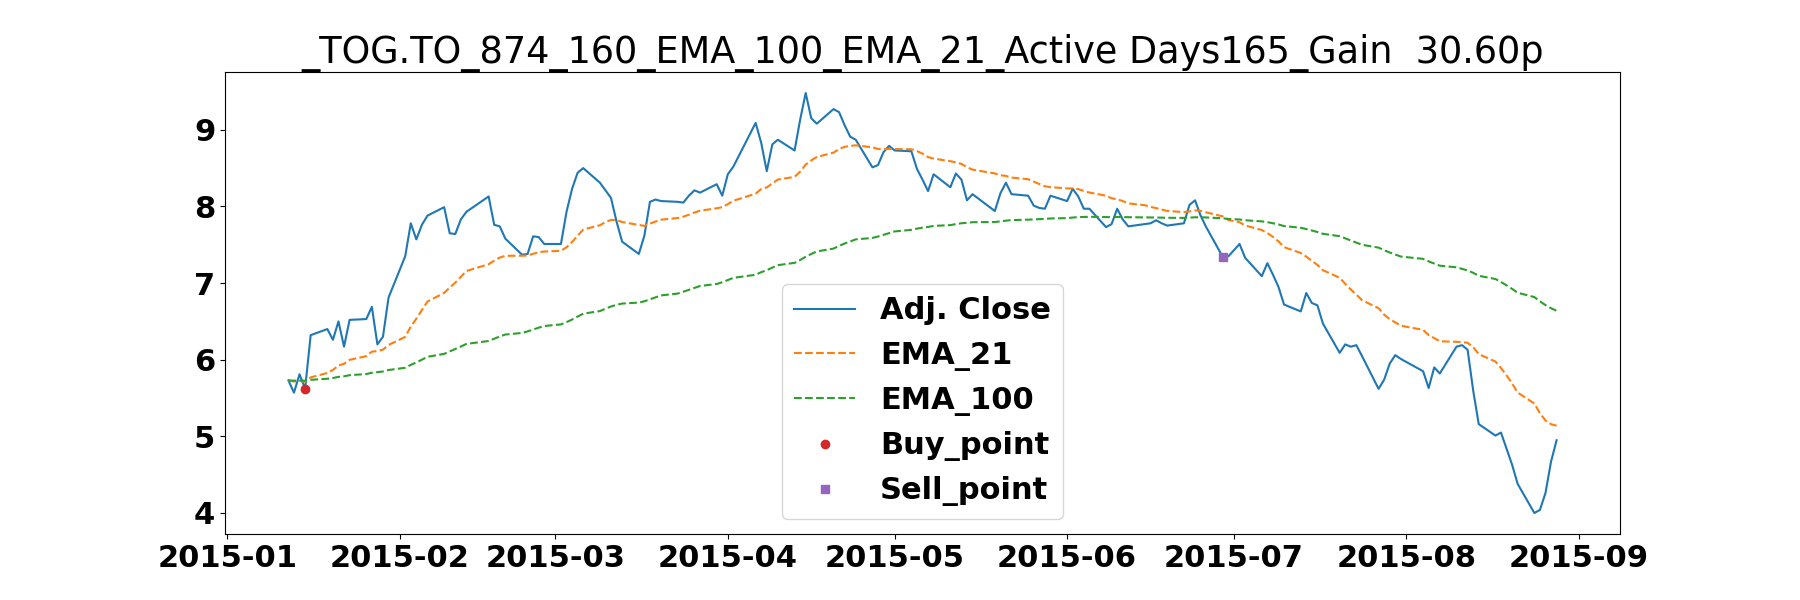 _TOG.TO_874_160_EMA_100_EMA_21_Active Days165_Gain  30.60p
9
8
7
6
5
4
Adj. Close
EMA_21
EMA_100
Buy_point
Sell_point
2015-01 2015-02 2015-03 2015-04 2015-05 2015-06 2015-07 2015-08 2015-09